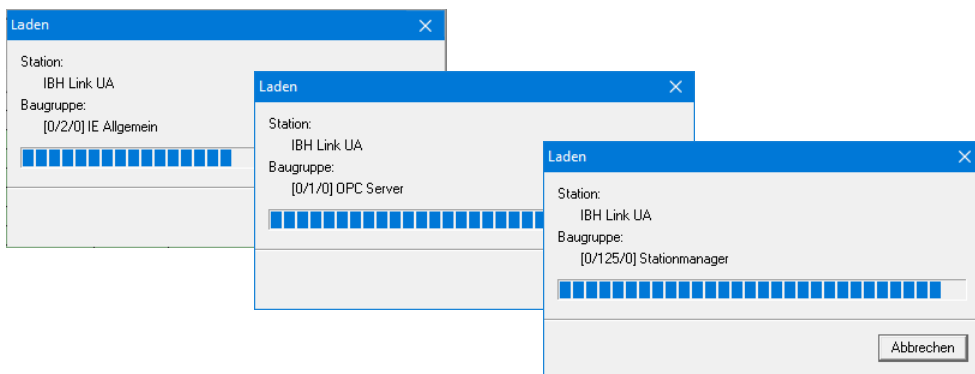 Laden
Station:
IBH Link UA
Baugruppe:
[0/2/0] IE Allgemein
Laden
Station:
IBH Link UA
Baugruppe:
[0/1/0] OPC Server
Laden
Station:
IBH Link UA
Baugruppe:
[0/125/0] Stationmanager
Abbrechen